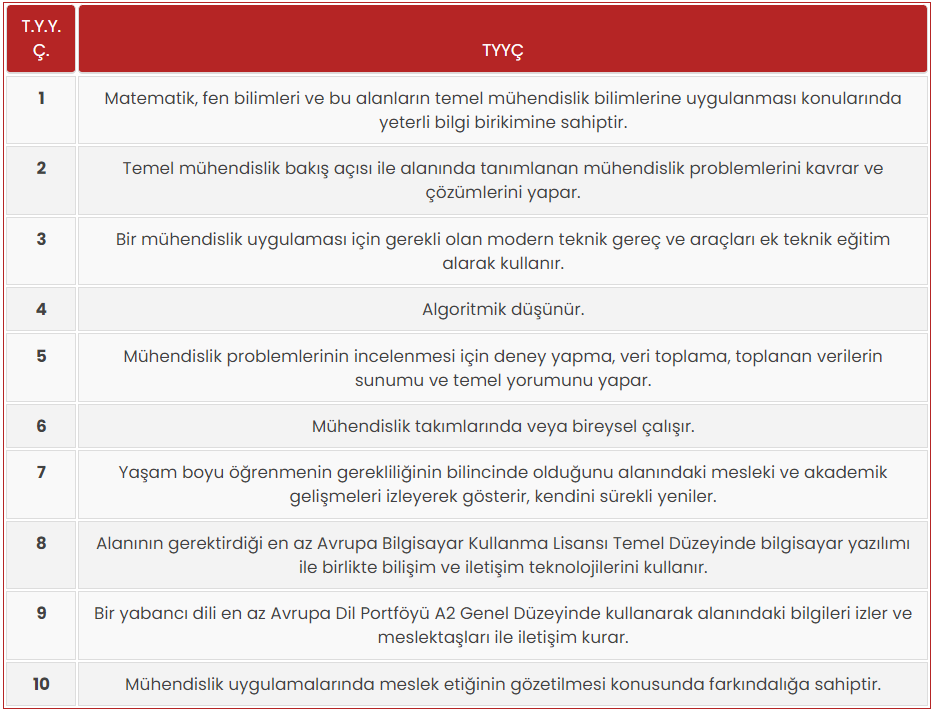 T.Y.Y.
Ç.
TYYÇ
1
Matematik, fen bilimleri ve bu alanların temel mühendislik bilimlerine uygulanması konularında
yeterli bilgi birikimine sahiptir.
2
Temel mühendislik bakış açısı ile alanında tanımlanan mühendislik problemlerini kavrar ve
çözümlerini yapar.
3
Bir mühendislik uygulaması için gerekli olan modern teknik gereç ve araçları ek teknik eğitim
alarak kullanır.
4
Algoritmik düşünür.
5
Mühendislik problemlerinin incelenmesi için deney yapma, veri toplama, toplanan verilerin
sunumu ve temel yorumunu yapar.
6
Mühendislik takımlarında veya bireysel çalışır.
7
Yaşam boyu öğrenmenin gerekliliğinin bilincinde olduğunu alanındaki mesleki ve akademik
gelişmeleri izleyerek gösterir, kendini sürekli yeniler.
8
Alanının gerektirdiği en az Avrupa Bilgisayar Kullanma Lisansı Temel Düzeyinde bilgisayar yazılımı
ile birlikte bilişim ve iletişim teknolojilerini kullanır.
9
Bir yabancı dili en az Avrupa Dil Portföyü A2 Genel Düzeyinde kullanarak alanındaki bilgileri izler ve
meslektaşları ile iletişim kurar.
10
Mühendislik uygulamalarında meslek etiğinin gözetilmesi konusunda farkındalığa sahiptir.